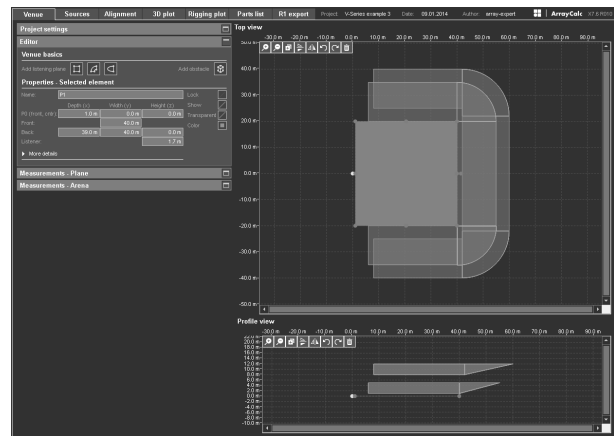 Venue Sources Alignment 3D plot Rigging plot Parts list R1 export Project V-Series example 3 Date: 09.01.2014 Author: array-expert ArrayCalc
Project settings
Editor
Venue basics
Add listening plane Add obstacle
Properties - Selected element
Name: P1 Lock
Depth (x) Width (y) Height (z) Show
P0 (front, cntr.) 1.0 m 0.0 m 0.0 m Transparent
Front: 40.0 m Color
Back: 39.0 m 40.0 m 0.0 m
Listener: 1.7 m
More details
Measurements - Plane
Measurements - Arena
Top view
-30.0 m -20.0 m -10.0 m 0.0 m 10.0 m 20.0 m 30.0 m 40.0 m 50.0 m 60.0 m 70.0 m 80.0 m 90.0 m
50.0 m
40.0 m
30.0 m
20.0 m
10.0 m
0.0 m
-10.0 m
-20.0 m
-30.0 m
-40.0 m
-50.0 m
Profile view
-30.0 m -20.0 m -10.0 m 0.0 m 10.0 m 20.0 m 30.0 m 40.0 m 50.0 m 60.0 m 70.0 m 80.0 m 90.0 m
22.0 m
20.0 m
18.0 m
16.0 m
14.0 m
12.0 m
10.0 m
8.0 m
6.0 m
4.0 m
2.0 m
0.0 m
-2.0 m
-4.0 m
-6.0 m
-8.0 m
-10.0 m